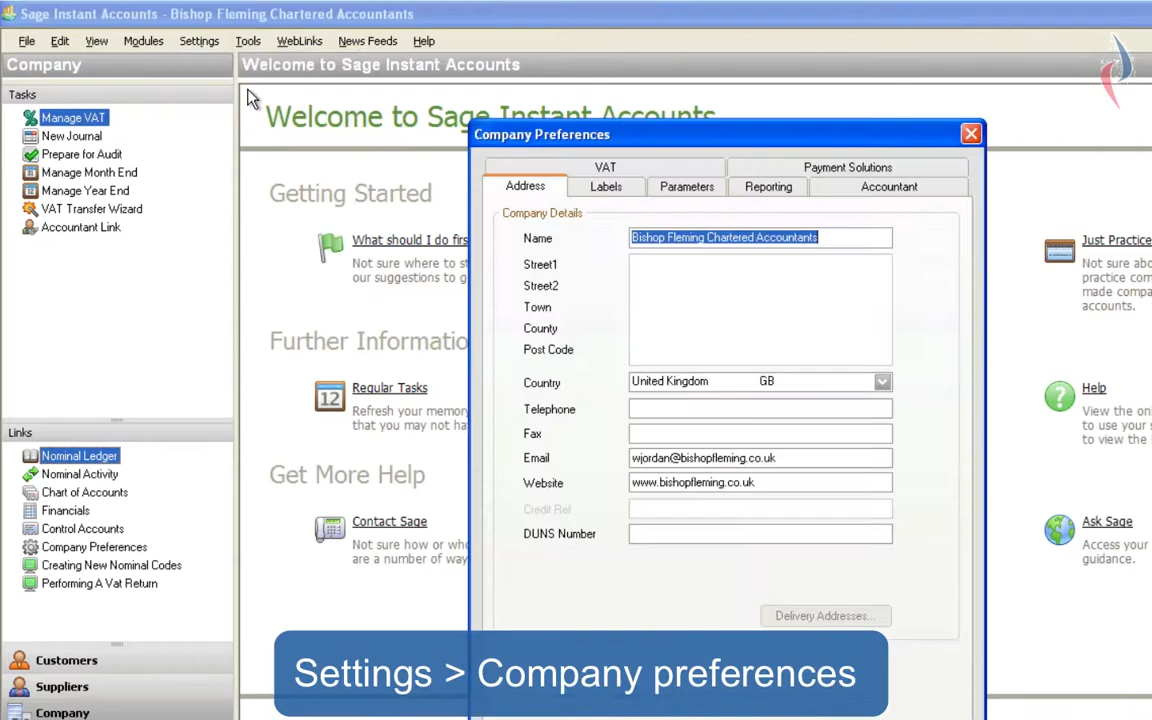 Sage Instant Accounts - Bishop Fleming Chartered Accountants
File Edit View Modules Settings Tools WebLinks News Feeds Help
Company
Welcome to Sage Instant Accounts
Tasks
Manage VAT
New Journal
Prepare for Audit
Manage Month End
Manage Year End
VAT Transfer Wizard
Accountant Link
Links
Nominal Ledger
Nominal Activity
Chart of Accounts
Financials
Control Accounts
Company Preferences
Creating New Nominal Codes
Performing A Vat Return
Customers
Suppliers
Company
Welcome to Sage Instant Accounts
Getting Started
What should I do firs
Not sure where to st
our suggestions to g
Further Informatio
12
Regular Tasks
Refresh your memory
that you may not ha
Get More Help
Contact Sage
Not sure how or who
are a number of way
Company Preferences
VAT Payment Solutions
Address Labels Parameters Reporting Accountant
Company Details
Name Bishop Fleming Chartered Accountants
Street1
Street2
Town
County
Post Code
Country United Kingdom GB
Telephone
Fax
Email wjordan@bishopfleming.co.uk
Website www.bishopfleming.co.uk
Credit Ref
DUNS Number
Delivery Addresses...
Just Practice
Not sure abo
practice com
made compa
accounts.
?
Help
View the onl
to use your s
to view the
Ask Sage
Access your
guidance.
Settings > Company preferences